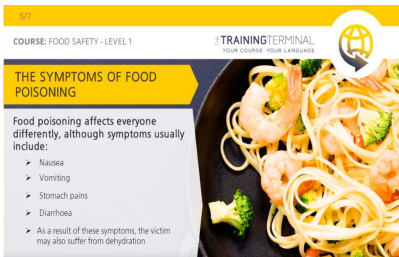 5/7
COURSE: FOOD SAFETY - LEVEL 1
THE TRAININGTERMINAL
YOUR COURSE. YOUR LANGUAGE.
THE SYMPTOMS OF FOOD
POISONING
Food poisoning affects everyone
differently, although symptoms usually
include:
Nausea
Vomiting
Stomach pains
Diarrhoea
As a result of these symptoms, the victim
may also suffer from dehydration